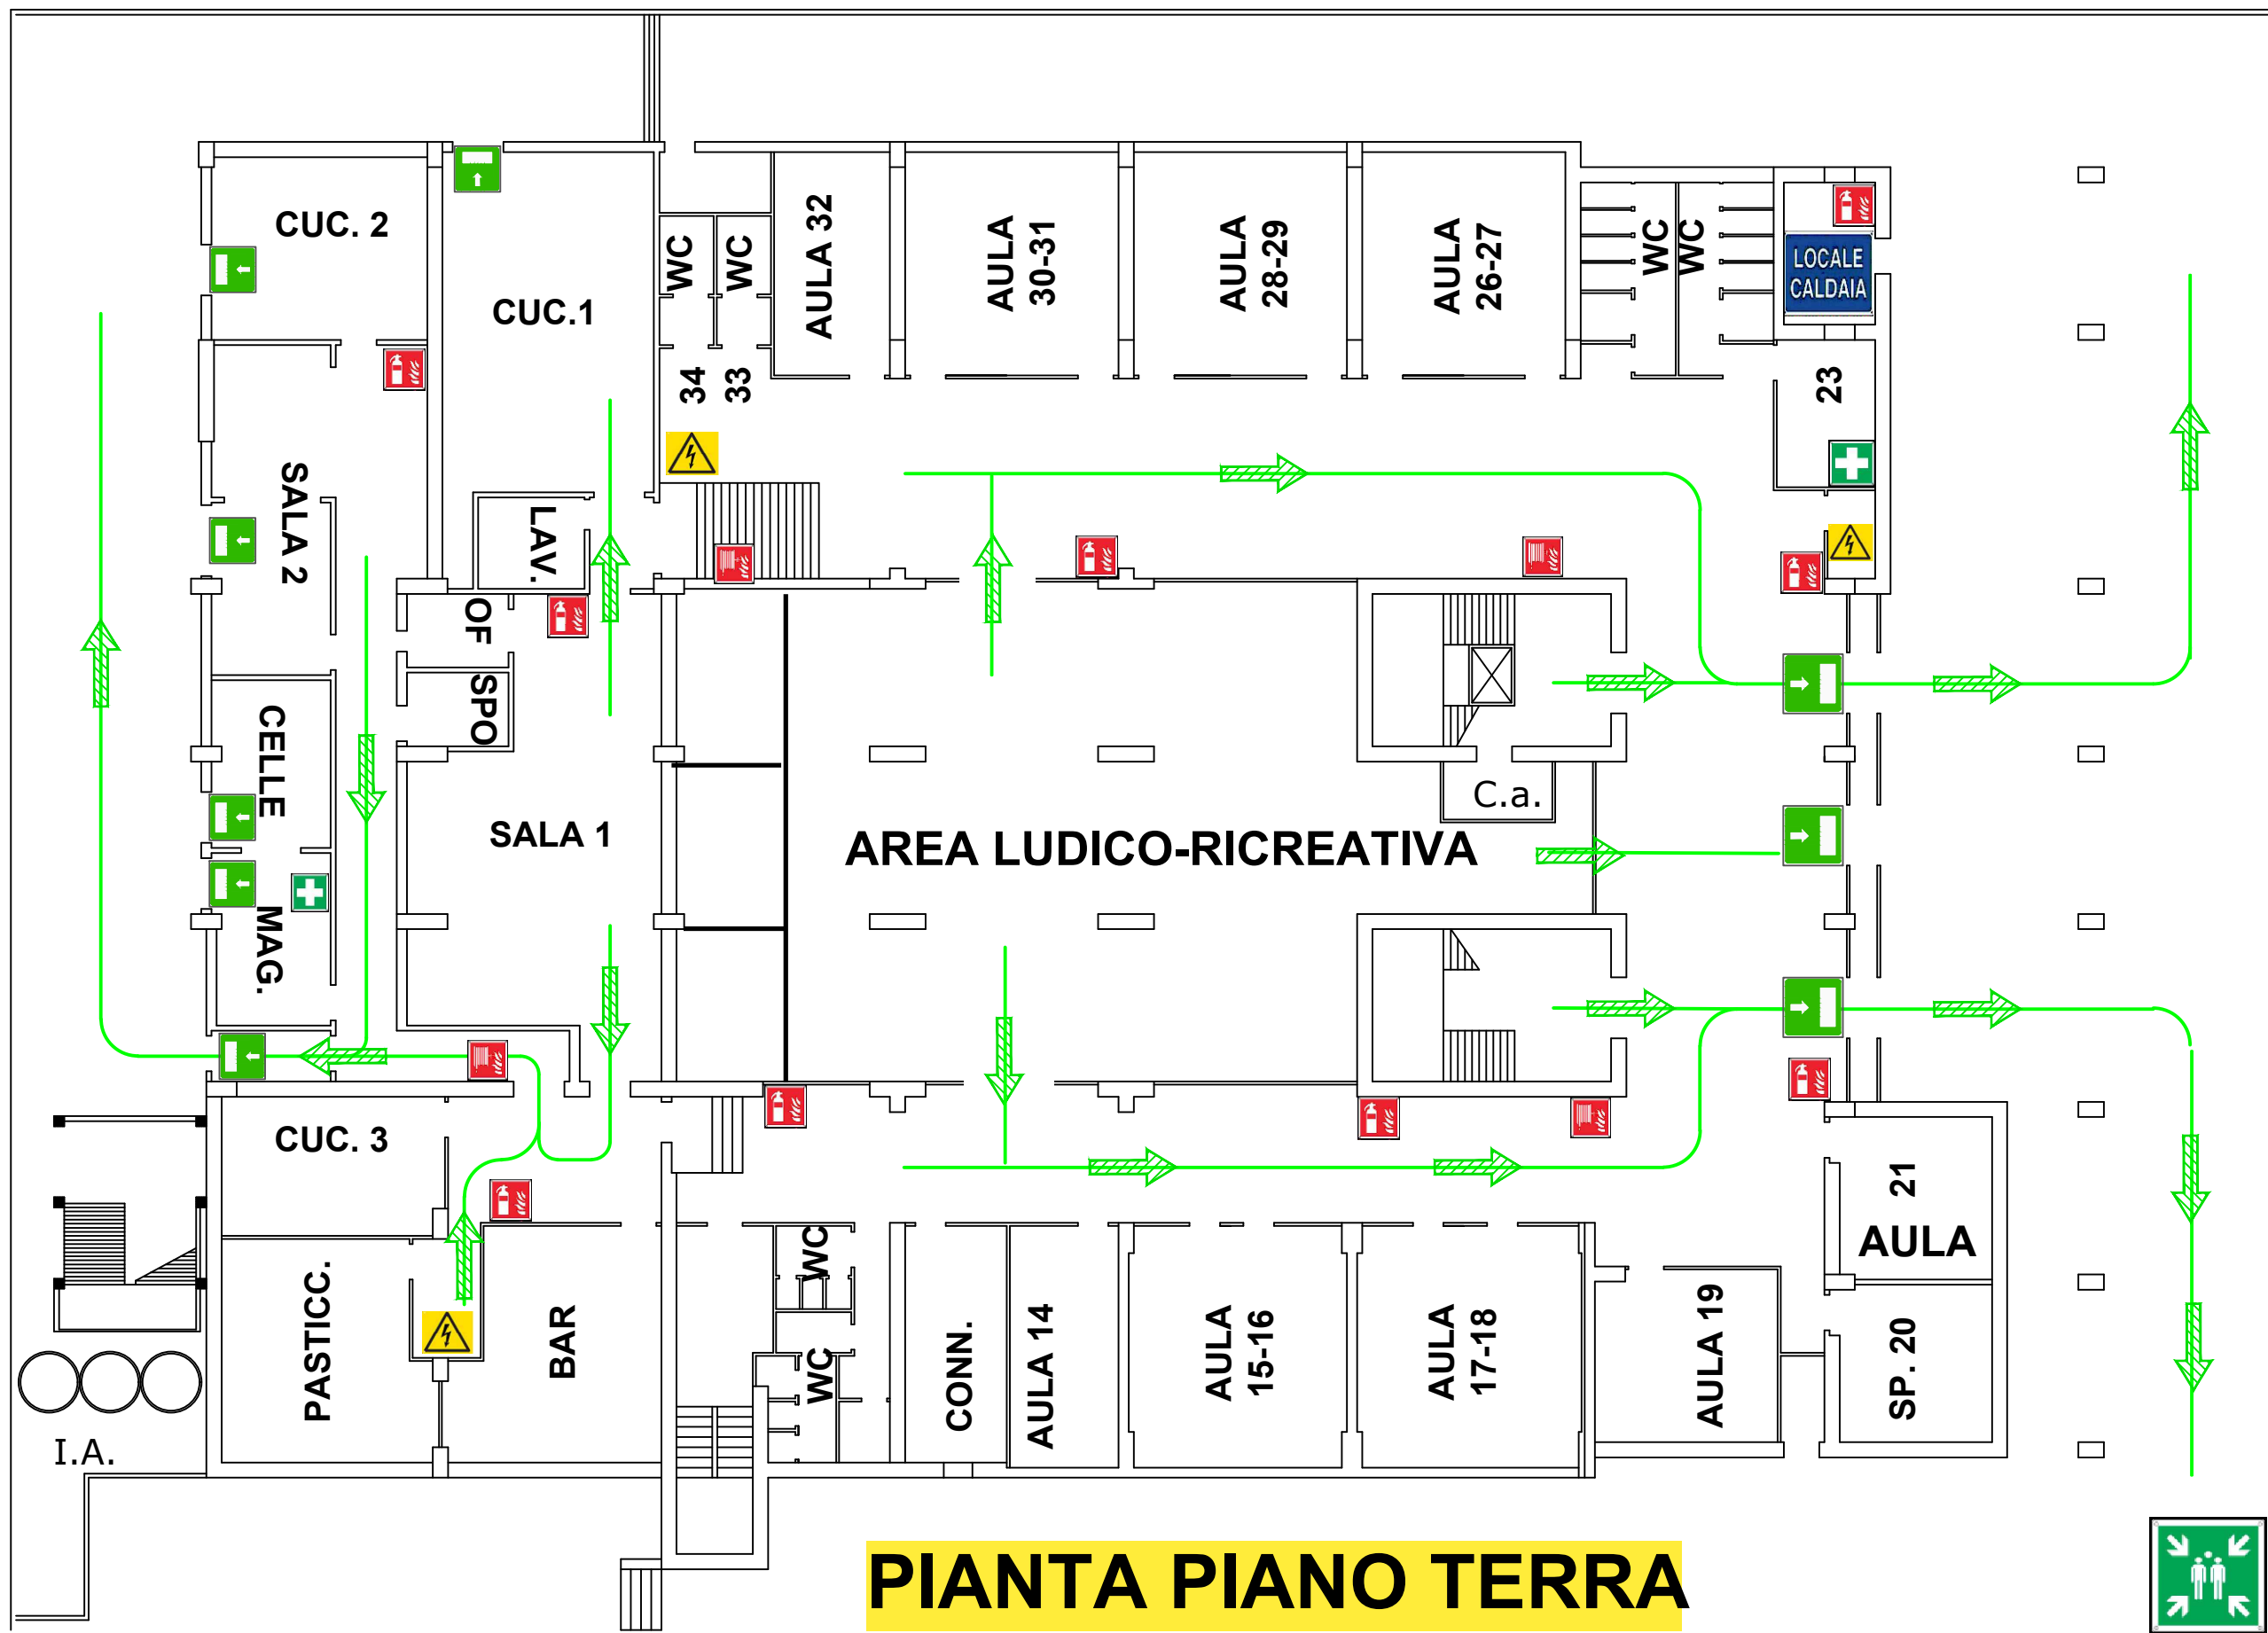 CUC. 2
CUC.1
WC
WC
AULA 32
AULA
30-31
AULA
28-29
AULA
26-27
WC
WC
LOCALE
CALDAIA
34
33
23
SALA 2
LAV.
OF
SPO
CELLE
MAG.
SALA 1
AREA LUDICO-RICREATIVA
C.a.
CUC. 3
PASTICC.
BAR
WC
WC
CONN.
AULA 14
AULA
15-16
AULA
17-18
AULA 19
21
AULA
SP. 20
I.A.
PIANTA PIANO TERRA